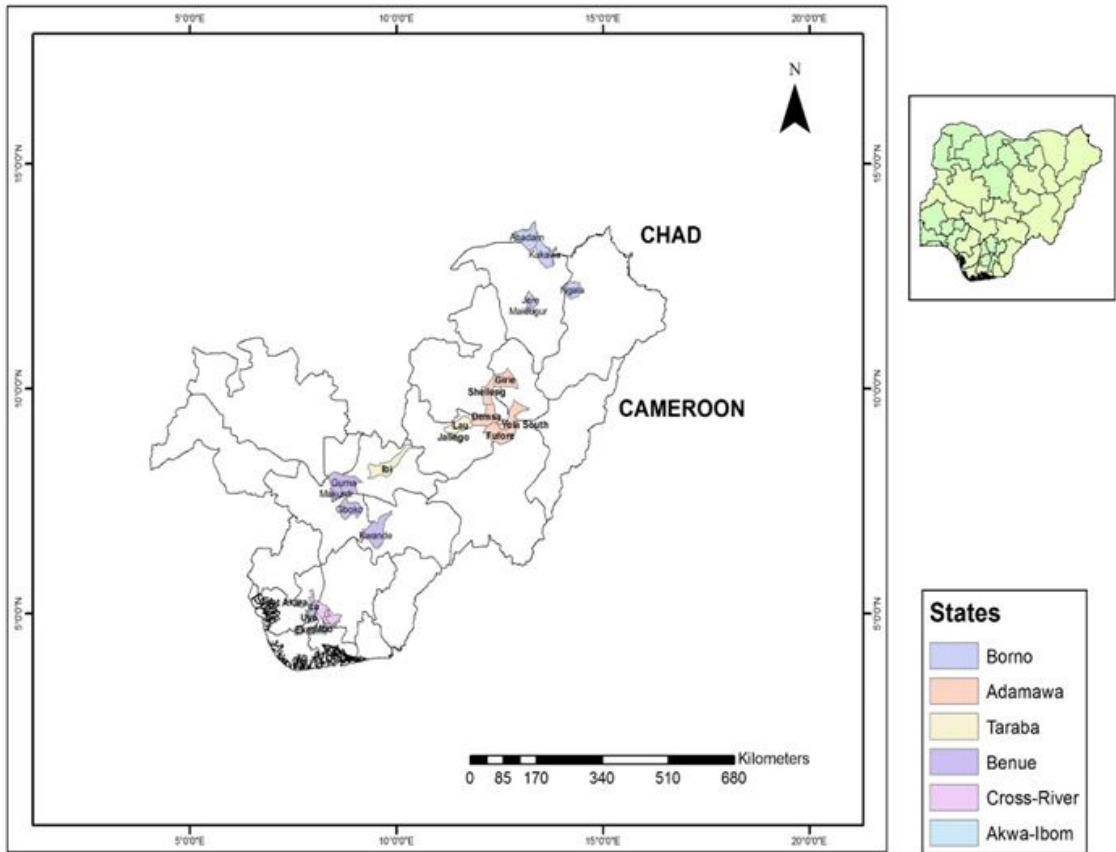 5°0'0"E 10°0'0"E 15°0'0"E 20°0'0"E
N
15°0'0"N 15°0'0"N
CHAD
Abadam
Kukawa
Ngala
Jere
Maidugur
10°0'0"N 10°0'0"N
Girie
Shelleng
CAMEROON
Demsa
Yola South
Lau
Fufore
Jalingo
Ibi
Guma
Makurdi
Gboko
Kwande
5°0'0"N 5°0'0"N
Uyo
Kilometers
0 85 170 340 510 680
5°0'0"E 10°0'0"E 15°0'0"E 20°0'0"E
States
Borno
Adamawa
Taraba
Benue
Cross-River
Akwa-Ibom